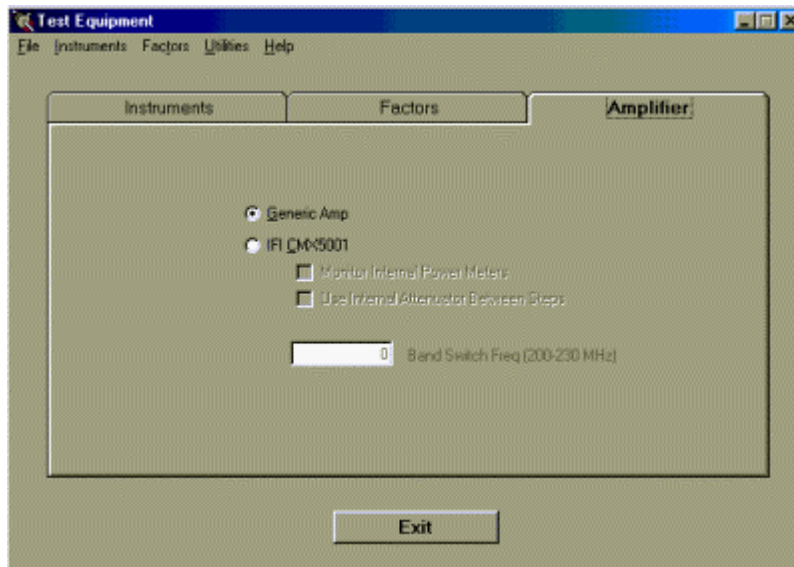 Test Equipment
File Instruments Factors Utilities Help
Instruments Factors Amplifier
Generic Amp
IFI CMX5001
Monitor Internal Power Meters
Use Internal Attenuator Between Steps
0 Band Switch Freq (200-230 MHz)
Exit